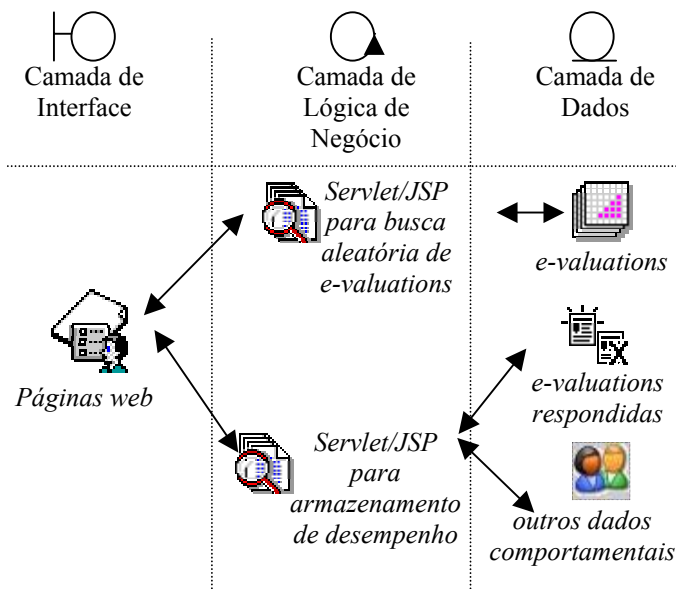 Camada de
Interface
Camada de
Lógica de
Negócio
Camada de
Dados
Servlet/JSP
para busca
aleatória de
e-valuations
e-valuations
Páginas web
e-valuations
respondidas
Servlet/JSP
para
armazenamento
de desempenho
outros dados
comportamentais